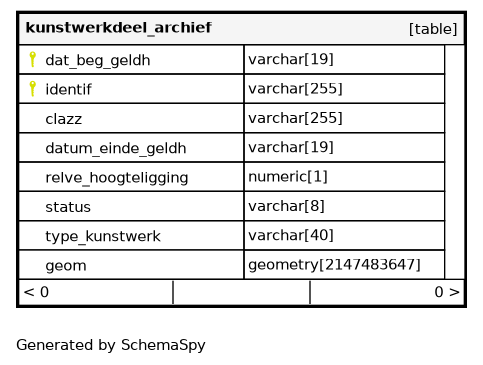 kunstwerkdeel_archief [table]
dat_beg_geldh varchar[19]
identif varchar[255]
clazz varchar[255]
datum_einde_geldh varchar[19]
relve_hoogteligging numeric[1]
status varchar[8]
type_kunstwerk varchar[40]
geom geometry[2147483647]
< 0 0 >
Generated by SchemaSpy